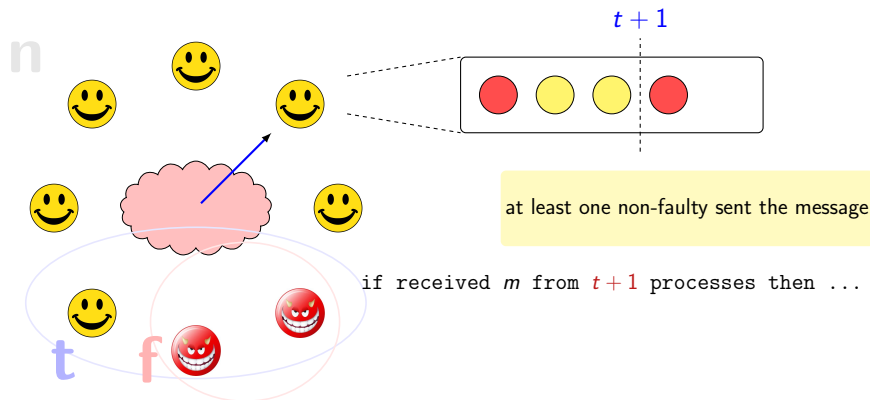 n
t + 1
at least one non-faulty sent the message
if received m from t + 1 processes then ...
t f